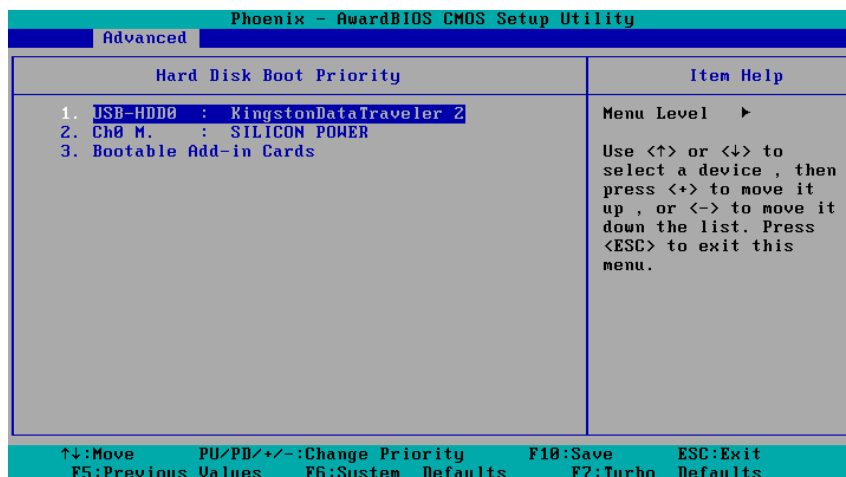 Phoenix - AwardBIOS CMOS Setup Utility
Advanced
Hard Disk Boot Priority
Item Help
1. USB-HDD0 : KingstonDataTraveler 2
2. Ch0 M. : SILICON POWER
3. Bootable Add-in Cards
Menu Level ▶
Use <↑> or <↓> to
select a device , then
press <+> to move it
up , or <-> to move it
down the list. Press
<ESC> to exit this
menu.
↑↓:Move PU/PD/+/-:Change Priority F10:Save ESC:Exit
F5:Previous Values F6:System Defaults F7:Turbo Defaults